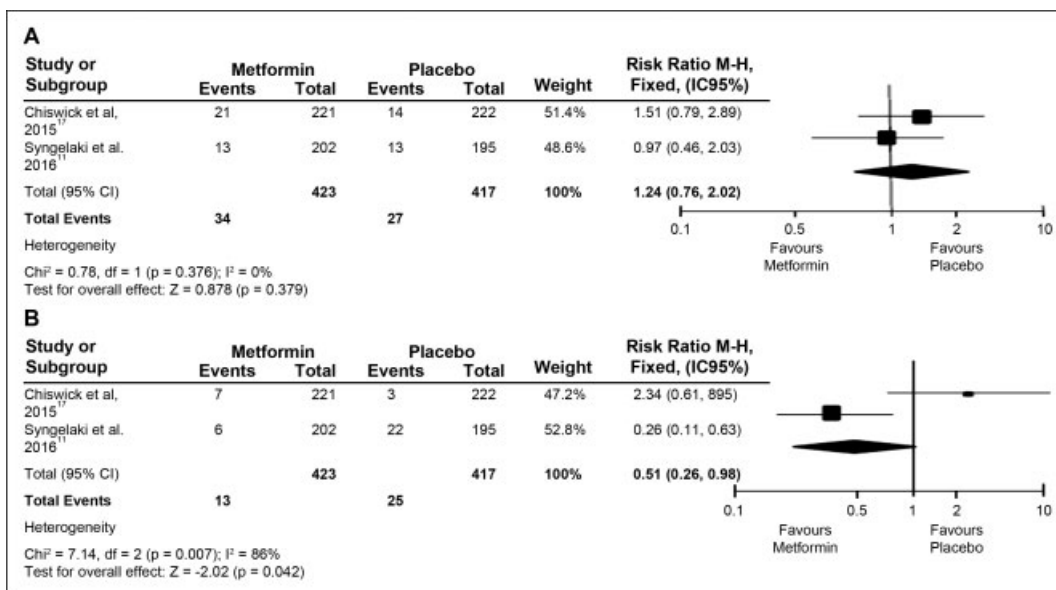 A
Study or Subgroup Metformin Events Total Placebo Events Total Weight Risk Ratio M-H, Fixed, (IC95%)
Chiswick et al, 2015¹⁷ 21 221 14 222 51.4% 1.51 (0.79, 2.89)
Syngelaki et al. 2016¹¹ 13 202 13 195 48.6% 0.97 (0.46, 2.03)
Total (95% CI) 423 417 100% 1.24 (0.76, 2.02)
Total Events 34 27
Heterogeneity
Chi² = 0.78, df = 1 (p = 0.376); I² = 0%
Test for overall effect: Z = 0.878 (p = 0.379)
0.1 0.5 1 2 10
Favours Metformin Favours Placebo
B
Study or Subgroup Metformin Events Total Placebo Events Total Weight Risk Ratio M-H, Fixed, (IC95%)
Chiswick et al, 2015¹⁷ 7 221 3 222 47.2% 2.34 (0.61, 895)
Syngelaki et al. 2016¹¹ 6 202 22 195 52.8% 0.26 (0.11, 0.63)
Total (95% CI) 423 417 100% 0.51 (0.26, 0.98)
Total Events 13 25
Heterogeneity
Chi² = 7.14, df = 2 (p = 0.007); I² = 86%
Test for overall effect: Z = -2.02 (p = 0.042)
0.1 0.5 1 2 10
Favours Metformin Favours Placebo